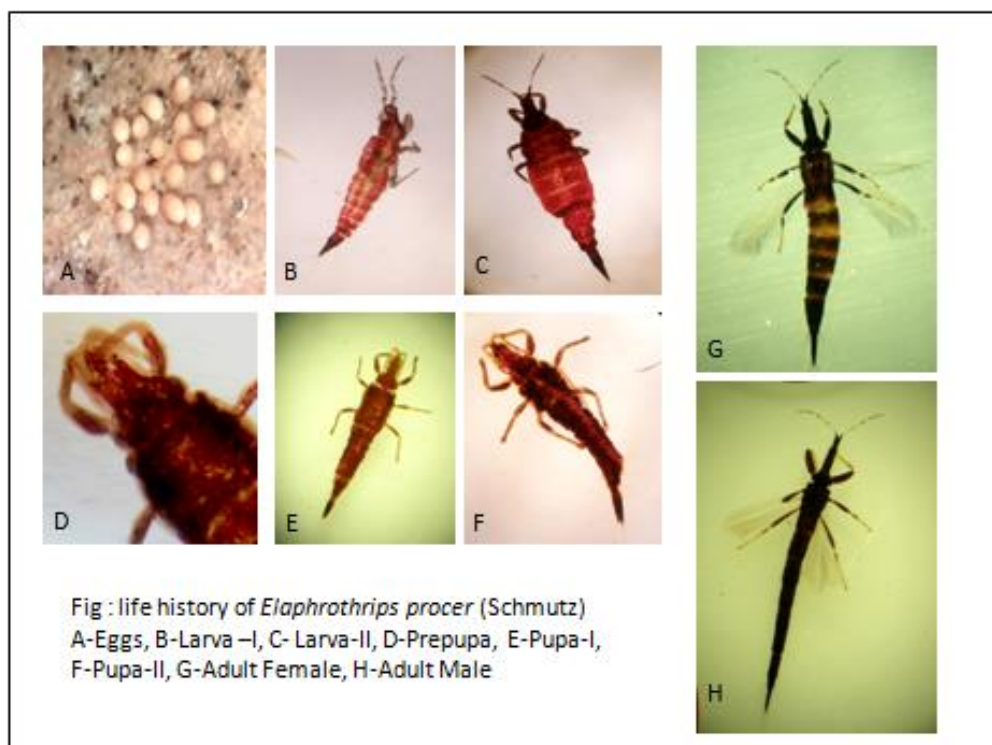 A
B
C
G
D
E
F
H
Fig : life history of Elaphrothrips procer (Schmutz)
A-Eggs, B-Larva –I, C- Larva-II, D-Prepupa, E-Pupa-I,
F-Pupa-II, G-Adult Female, H-Adult Male